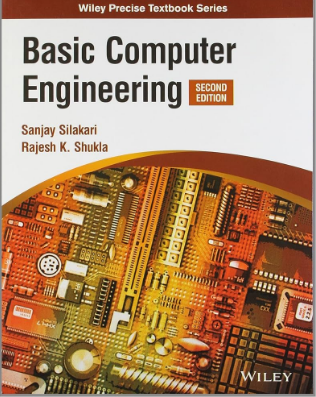 Wiley Precise Textbook Series
Basic Computer
Engineering
SECOND
EDITION
Sanjay Silakari
Rajesh K. Shukla
WILEY